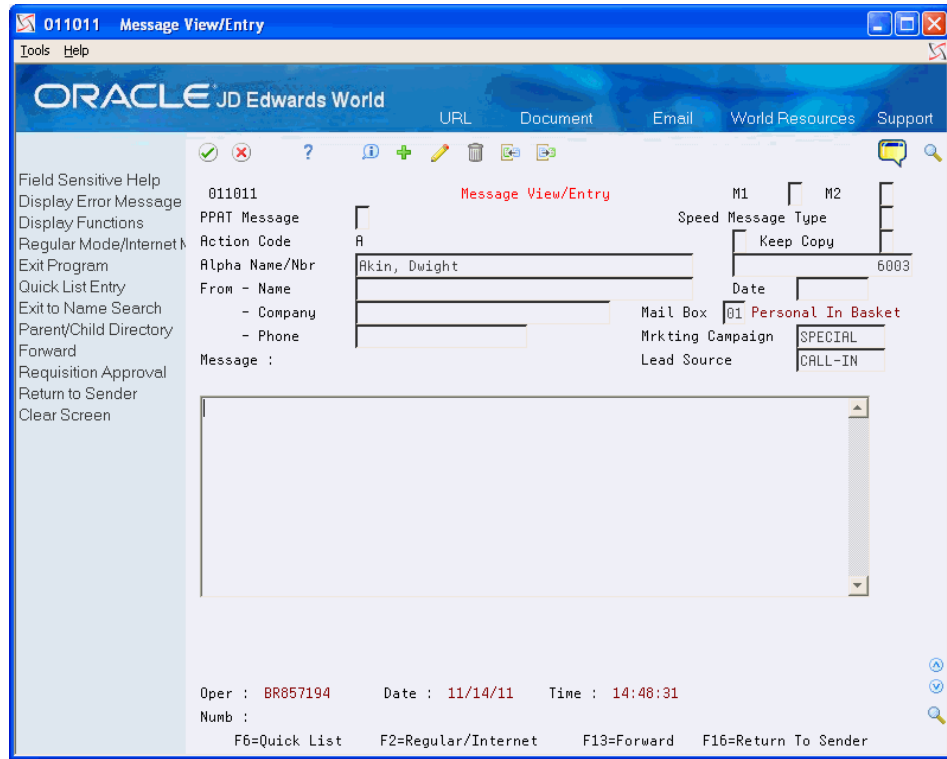 011011 Message View/Entry
Tools Help
ORACLE JD Edwards World
URL Document Email World Resources Support
Field Sensitive Help
Display Error Message
Display Functions
Regular Mode/Internet M
Exit Program
Quick List Entry
Exit to Name Search
Parent/Child Directory
Forward
Requisition Approval
Return to Sender
Clear Screen
011011 Message View/Entry M1 M2
PPAT Message Speed Message Type
Action Code A Keep Copy
Alpha Name/Nbr Akin, Dwight 6003
From - Name Date
- Company Mail Box 01 Personal In Basket
- Phone Mrkting Campaign SPECIAL
Message : Lead Source CALL-IN
Oper : BR857194 Date : 11/14/11 Time : 14:48:31
Numb :
F6=Quick List F2=Regular/Internet F13=Forward F16=Return To Sender